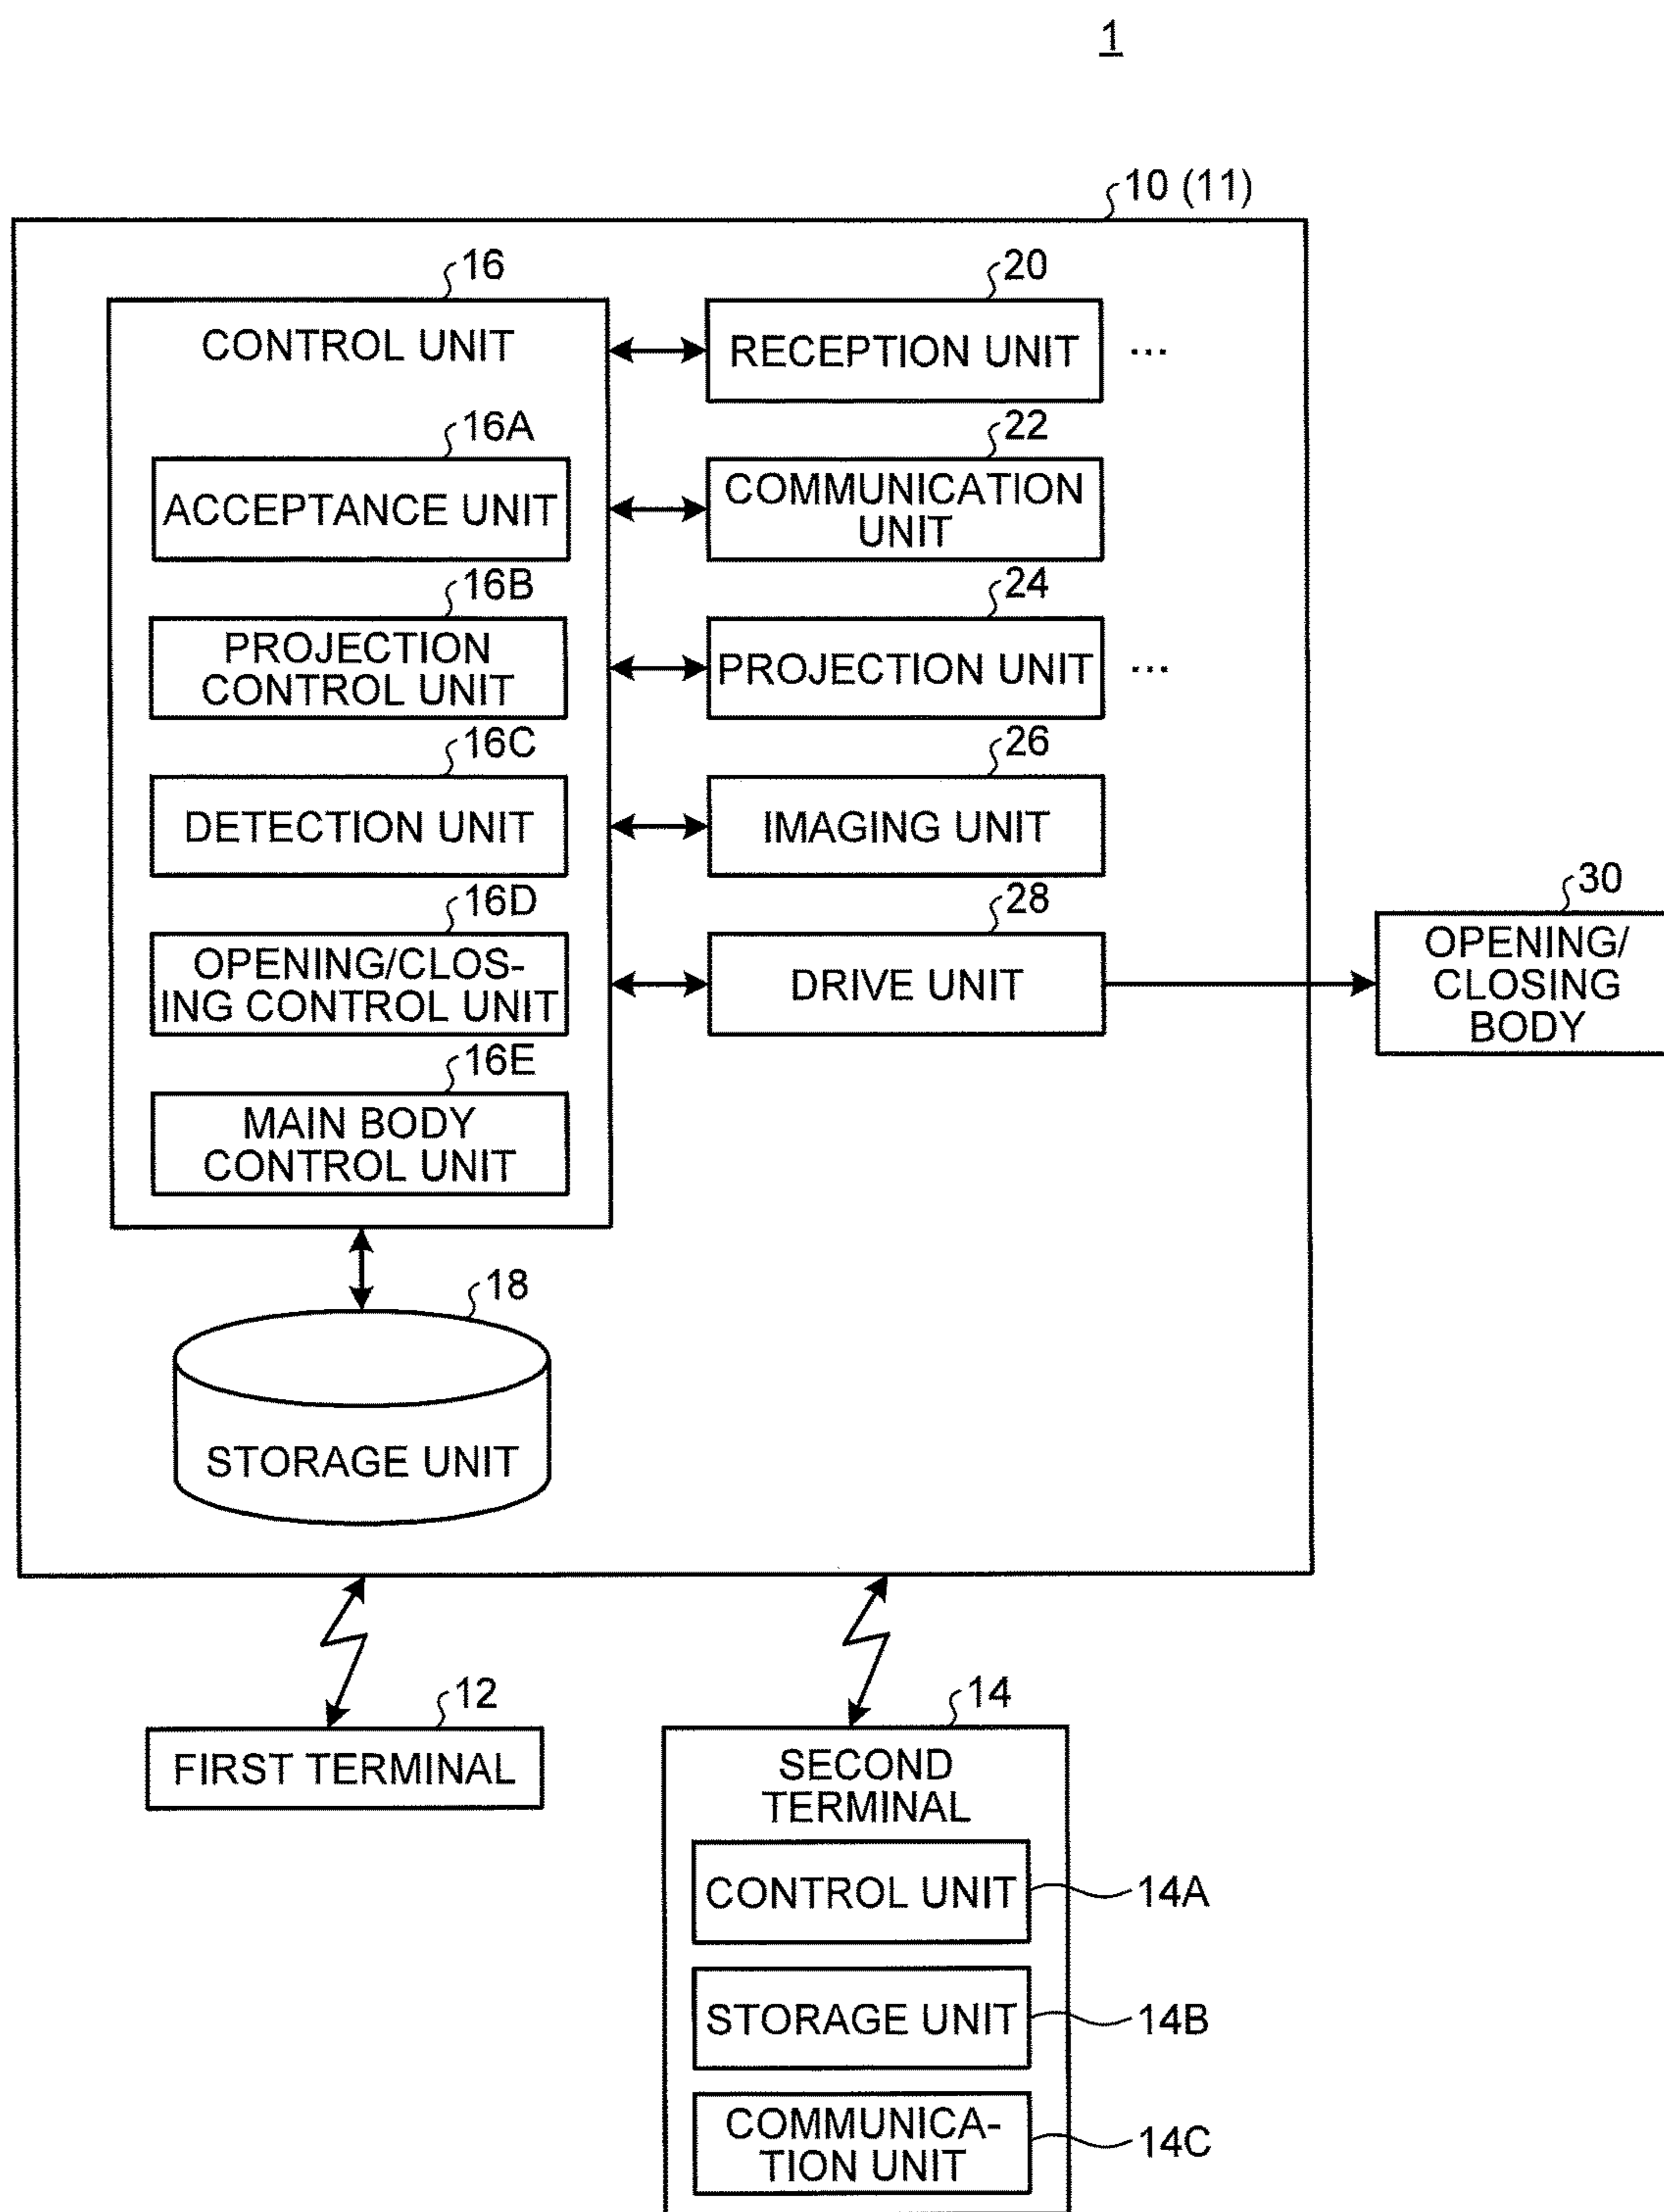 1
10 (11)
16
CONTROL UNIT
20
RECEPTION UNIT
...
16A
ACCEPTANCE UNIT
22
COMMUNICATION
UNIT
16B
PROJECTION
CONTROL UNIT
24
PROJECTION UNIT
...
16C
DETECTION UNIT
26
IMAGING UNIT
16D
OPENING/CLOS-
ING CONTROL UNIT
28
DRIVE UNIT
30
OPENING/
CLOSING
BODY
16E
MAIN BODY
CONTROL UNIT
18
STORAGE UNIT
12
FIRST TERMINAL
14
SECOND
TERMINAL
CONTROL UNIT
14A
STORAGE UNIT
14B
COMMUNICA-
TION UNIT
14C